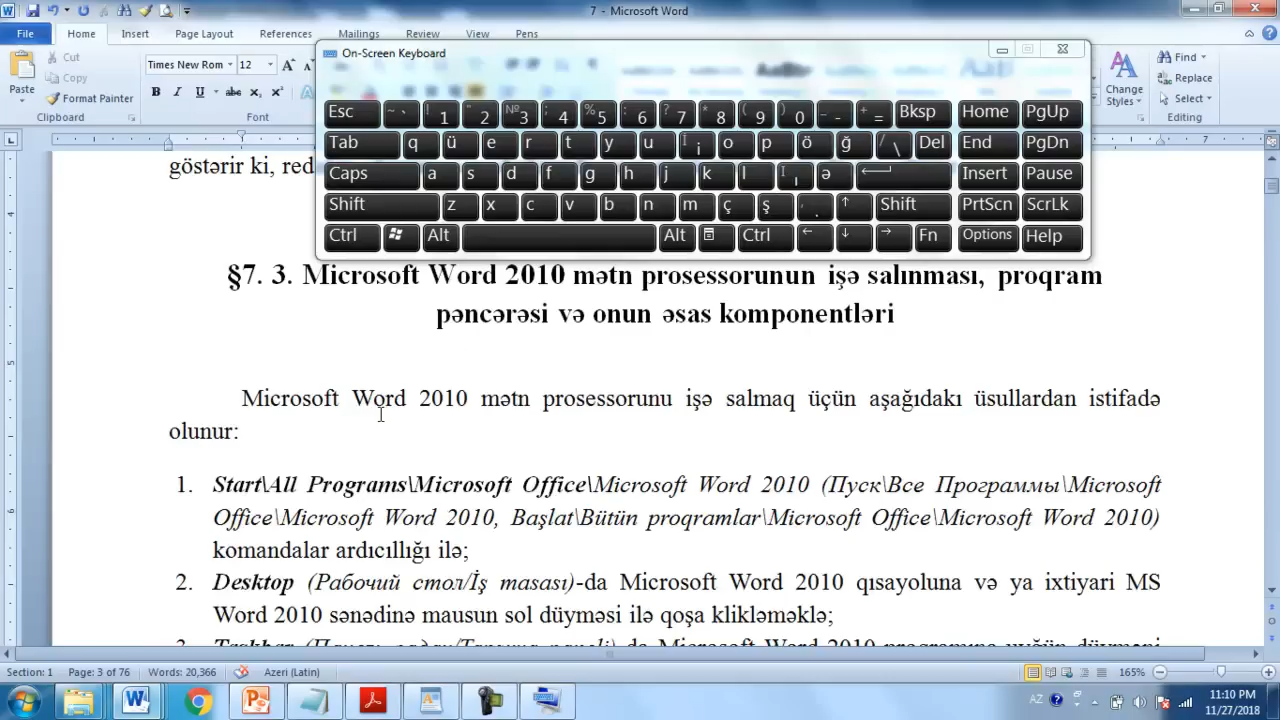 7 - Microsoft Word
File Home Insert Page Layout References Mailings Review View Pens
On-Screen Keyboard
Cut
Copy
Format Painter
Paste
Clipboard
Times New Rom 12
B I U abc x₂ x²
Font
Change Styles
Find
Replace
Select
Editing
Esc ~ ` ! 1 " 2 № 3 ; 4 % 5 : 6 ? 7 * 8 ( 9 ) 0 _ - + = Bksp Home PgUp
Tab q ü e r t y u İ i o p ö ğ / \ Del End PgDn
Caps a s d f g h j k l I ı ə Insert Pause
Shift z x c v b n m ç ş , . ↑ Shift PrtScn ScrLk
Ctrl Alt Alt Ctrl ← ↓ → Fn Options Help
göstərir ki, red
§7. 3. Microsoft Word 2010 mətn prosessorunun işə salınması, proqram
pəncərəsi və onun əsas komponentləri
Microsoft Word 2010 mətn prosessorunu işə salmaq üçün aşağıdakı üsullardan istifadə
olunur:
1. Start\All Programs\Microsoft Office\Microsoft Word 2010 (Пуск\Все Программы\Microsoft
Office\Microsoft Word 2010, Başlat\Bütün proqramlar\Microsoft Office\Microsoft Word 2010)
komandalar ardıcıllığı ilə;
2. Desktop (Рабочий стол/İş masası)-da Microsoft Word 2010 qısayoluna və ya ixtiyari MS
Word 2010 sənədinə mausun sol düyməsi ilə qoşa klikləməklə;
Section: 1 Page: 3 of 76 Words: 20,366 Azeri (Latin) 165%
AZ
11:10 PM
11/27/2018